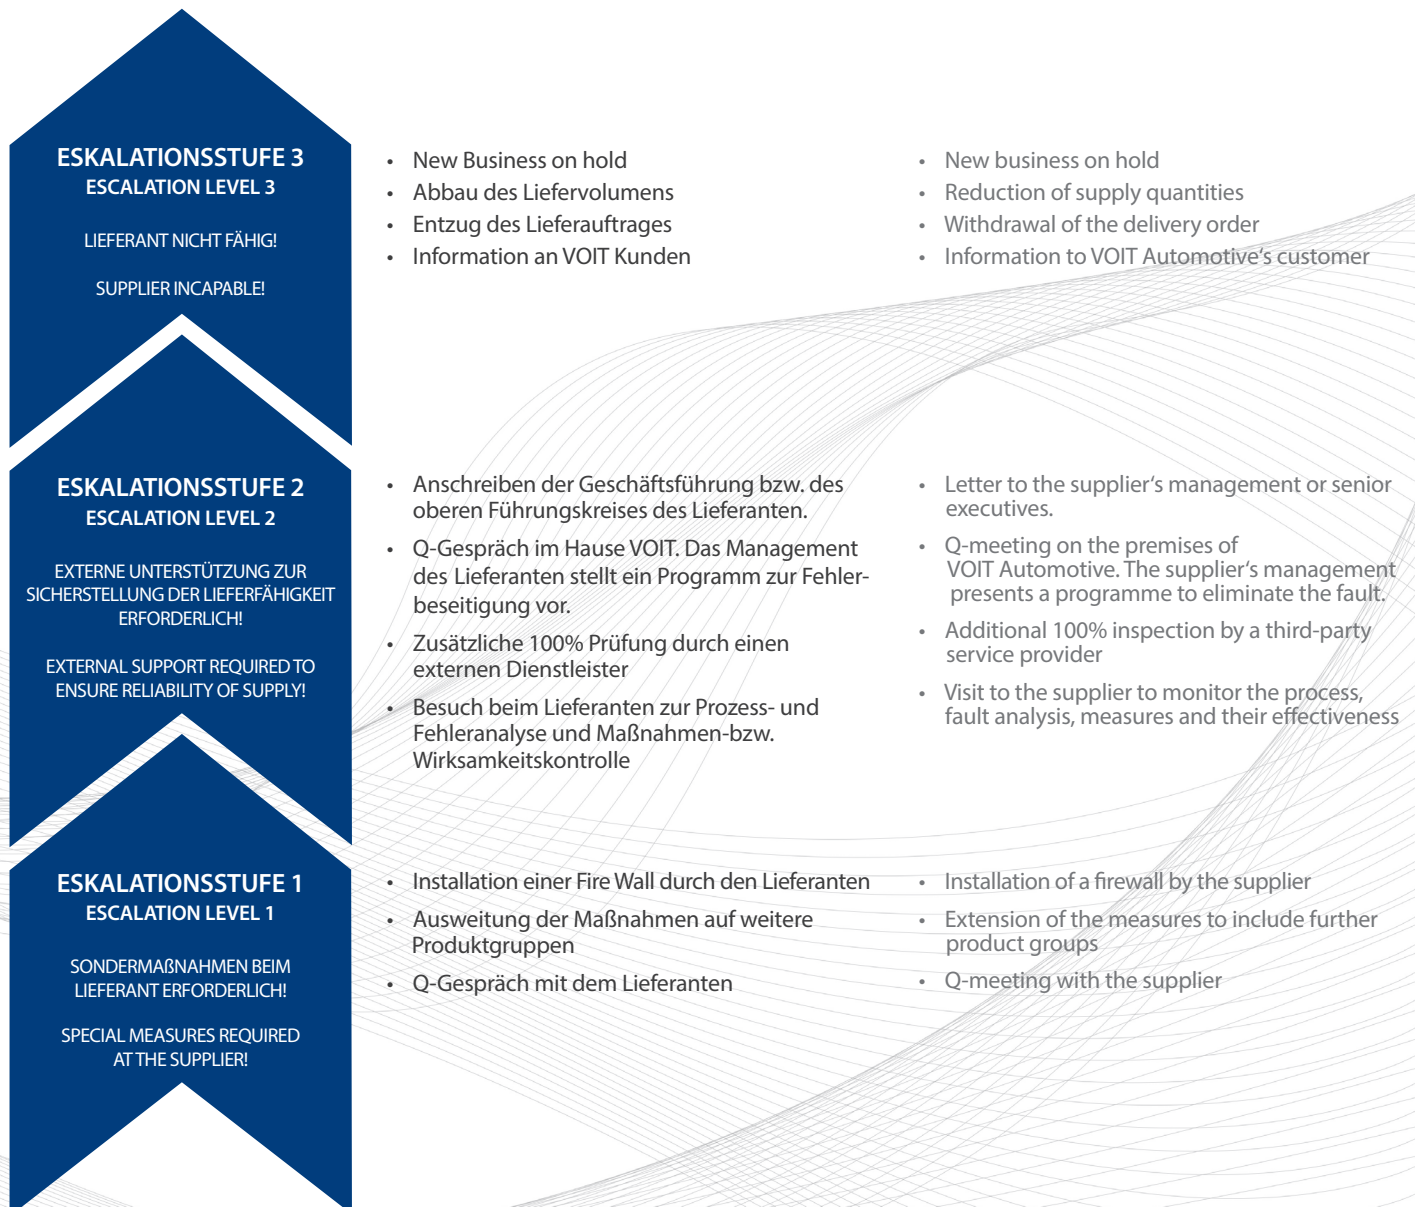 ESKALATIONSSTUFE 3
ESCALATION LEVEL 3
LIEFERANT NICHT FÄHIG!
SUPPLIER INCAPABLE!
• New Business on hold
• Abbau des Liefervolumens
• Entzug des Lieferauftrages
• Information an VOIT Kunden
• New business on hold
• Reduction of supply quantities
• Withdrawal of the delivery order
• Information to VOIT Automotive‘s customer
ESKALATIONSSTUFE 2
ESCALATION LEVEL 2
EXTERNE UNTERSTÜTZUNG ZUR
SICHERSTELLUNG DER LIEFERFÄHIGKEIT
ERFORDERLICH!
EXTERNAL SUPPORT REQUIRED TO
ENSURE RELIABILITY OF SUPPLY!
• Anschreiben der Geschäftsführung bzw. des
oberen Führungskreises des Lieferanten.
• Q-Gespräch im Hause VOIT. Das Management
des Lieferanten stellt ein Programm zur Fehler-
beseitigung vor.
• Zusätzliche 100% Prüfung durch einen
externen Dienstleister
• Besuch beim Lieferanten zur Prozess- und
Fehleranalyse und Maßnahmen-bzw.
Wirksamkeitskontrolle
• Letter to the supplier‘s management or senior
executives.
• Q-meeting on the premises of
VOIT Automotive. The supplier‘s management
presents a programme to eliminate the fault.
• Additional 100% inspection by a third-party
service provider
• Visit to the supplier to monitor the process,
fault analysis, measures and their effectiveness
ESKALATIONSSTUFE 1
ESCALATION LEVEL 1
SONDERMAßNAHMEN BEIM
LIEFERANT ERFORDERLICH!
SPECIAL MEASURES REQUIRED
AT THE SUPPLIER!
• Installation einer Fire Wall durch den Lieferanten
• Ausweitung der Maßnahmen auf weitere
Produktgruppen
• Q-Gespräch mit dem Lieferanten
• Installation of a firewall by the supplier
• Extension of the measures to include further
product groups
• Q-meeting with the supplier